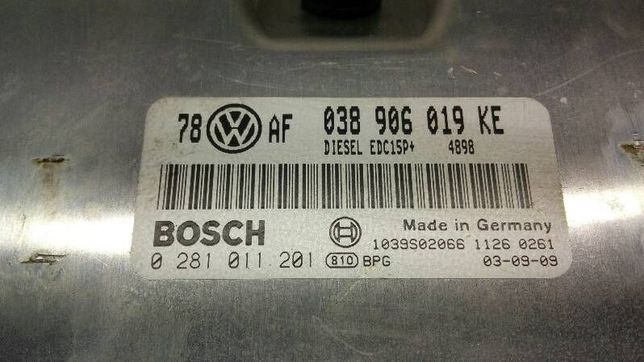 78 VW AF 038 906 019 KE
DIESEL EDC15P+ 4898
BOSCH
Made in Germany
1039S02066 1126 0261
0 281 011 201 810 BPG 03-09-09